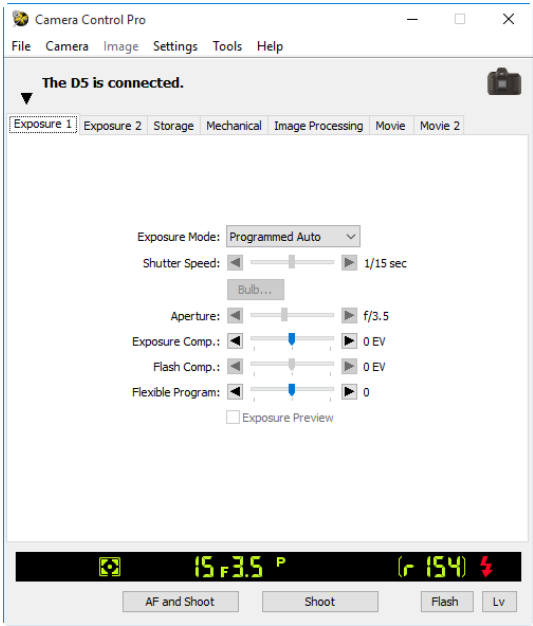 Camera Control Pro
File Camera Image Settings Tools Help
The D5 is connected.
Exposure 1 Exposure 2 Storage Mechanical Image Processing Movie Movie 2
Exposure Mode: Programmed Auto
Shutter Speed: 1/15 sec
Bulb...
Aperture: f/3.5
Exposure Comp.: 0 EV
Flash Comp.: 0 EV
Flexible Program: 0
Exposure Preview
15 F3.5 P (r 154)
AF and Shoot Shoot Flash Lv